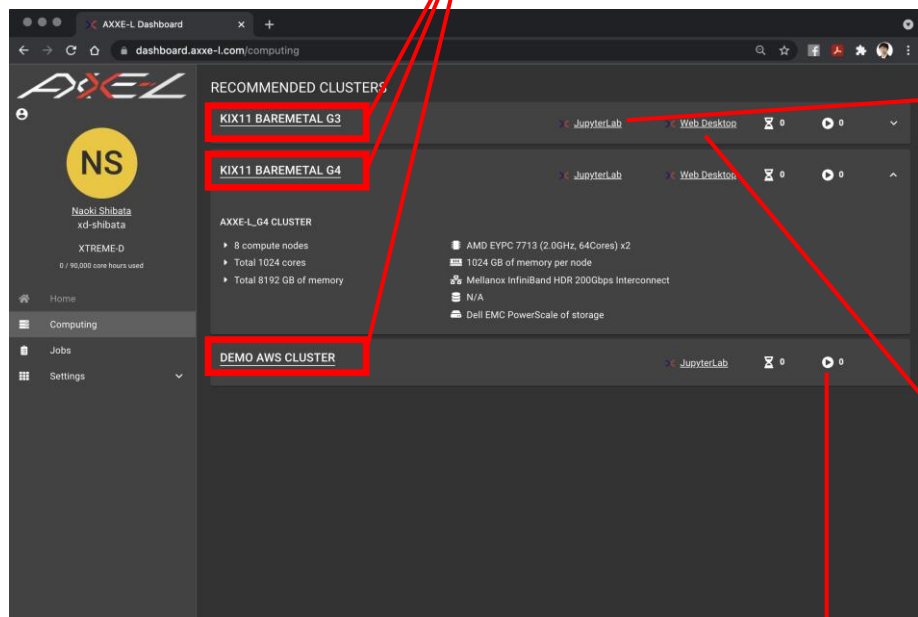 AXXE-L Dashboard
dashboard.axxe-l.com/computing
AXXE-L
RECOMMENDED CLUSTERS
KIX11 BAREMETAL G3 JupyterLab Web Desktop 0 0
NS
KIX11 BAREMETAL G4 JupyterLab Web Desktop 0 0
Naoki Shibata
xd-shibata
XTREME-D
0 / 90,000 core hours used
AXXE-L_G4 CLUSTER
8 compute nodes
Total 1024 cores
Total 8192 GB of memory
AMD EYPC 7713 (2.0GHz, 64Cores) x2
1024 GB of memory per node
Mellanox InfiniBand HDR 200Gbps Interconnect
N/A
Dell EMC PowerScale of storage
Home
Computing
Jobs
Settings
DEMO AWS CLUSTER JupyterLab 0 0